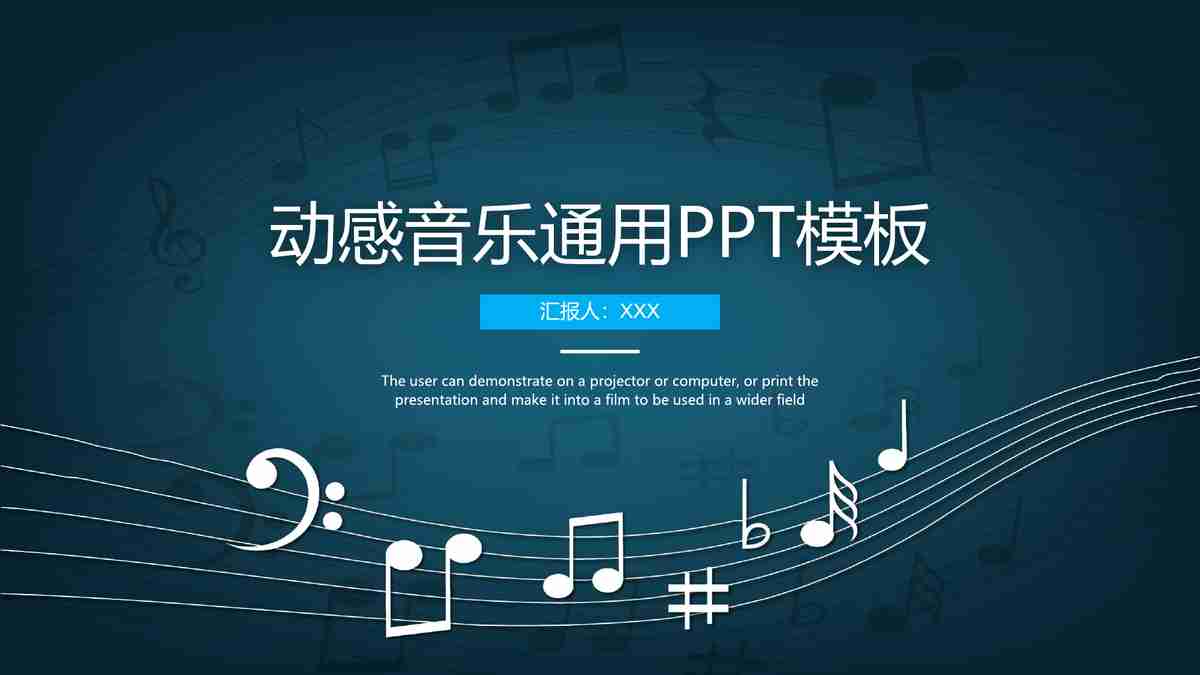 动感音乐通用PPT模板
汇报人：XXX
The user can demonstrate on a projector or computer, or print the
presentation and make it into a film to be used in a wider field